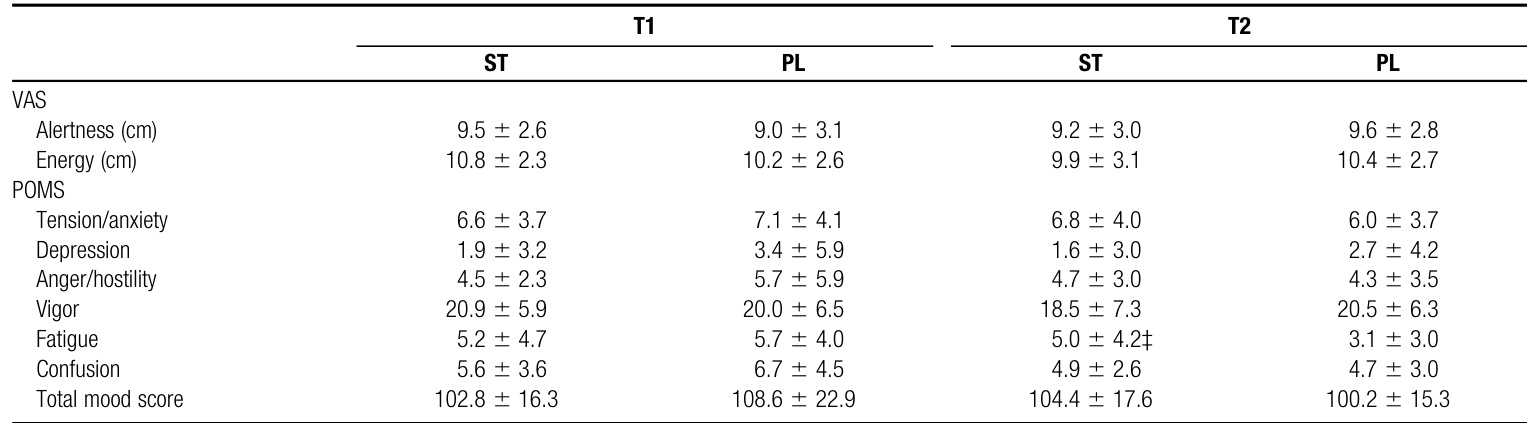 T1 T2
ST PL ST PL
VAS
Alertness (cm) 9.5 ± 2.6 9.0 ± 3.1 9.2 ± 3.0 9.6 ± 2.8
Energy (cm) 10.8 ± 2.3 10.2 ± 2.6 9.9 ± 3.1 10.4 ± 2.7
POMS
Tension/anxiety 6.6 ± 3.7 7.1 ± 4.1 6.8 ± 4.0 6.0 ± 3.7
Depression 1.9 ± 3.2 3.4 ± 5.9 1.6 ± 3.0 2.7 ± 4.2
Anger/hostility 4.5 ± 2.3 5.7 ± 5.9 4.7 ± 3.0 4.3 ± 3.5
Vigor 20.9 ± 5.9 20.0 ± 6.5 18.5 ± 7.3 20.5 ± 6.3
Fatigue 5.2 ± 4.7 5.7 ± 4.0 5.0 ± 4.2‡ 3.1 ± 3.0
Confusion 5.6 ± 3.6 6.7 ± 4.5 4.9 ± 2.6 4.7 ± 3.0
Total mood score 102.8 ± 16.3 108.6 ± 22.9 104.4 ± 17.6 100.2 ± 15.3